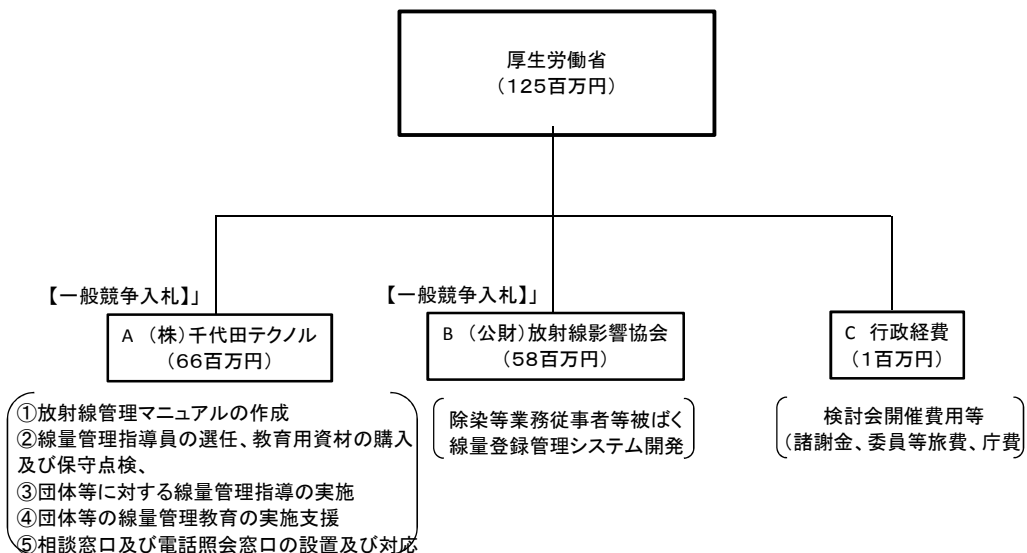 厚生労働省
（１２５百万円）
【一般競争入札】」
A （株）千代田テクノル
（６６百万円）
①放射線管理マニュアルの作成
②線量管理指導員の選任、教育用資材の購入
及び保守点検、
③団体等に対する線量管理指導の実施
④団体等の線量管理教育の実施支援
⑤相談窓口及び電話照会窓口の設置及び対応
【一般競争入札】」
B （公財）放射線影響協会
（５８百万円）
除染等業務従事者等被ばく
線量登録管理システム開発
C 行政経費
（１百万円）
検討会開催費用等
（諸謝金、委員等旅費、庁費